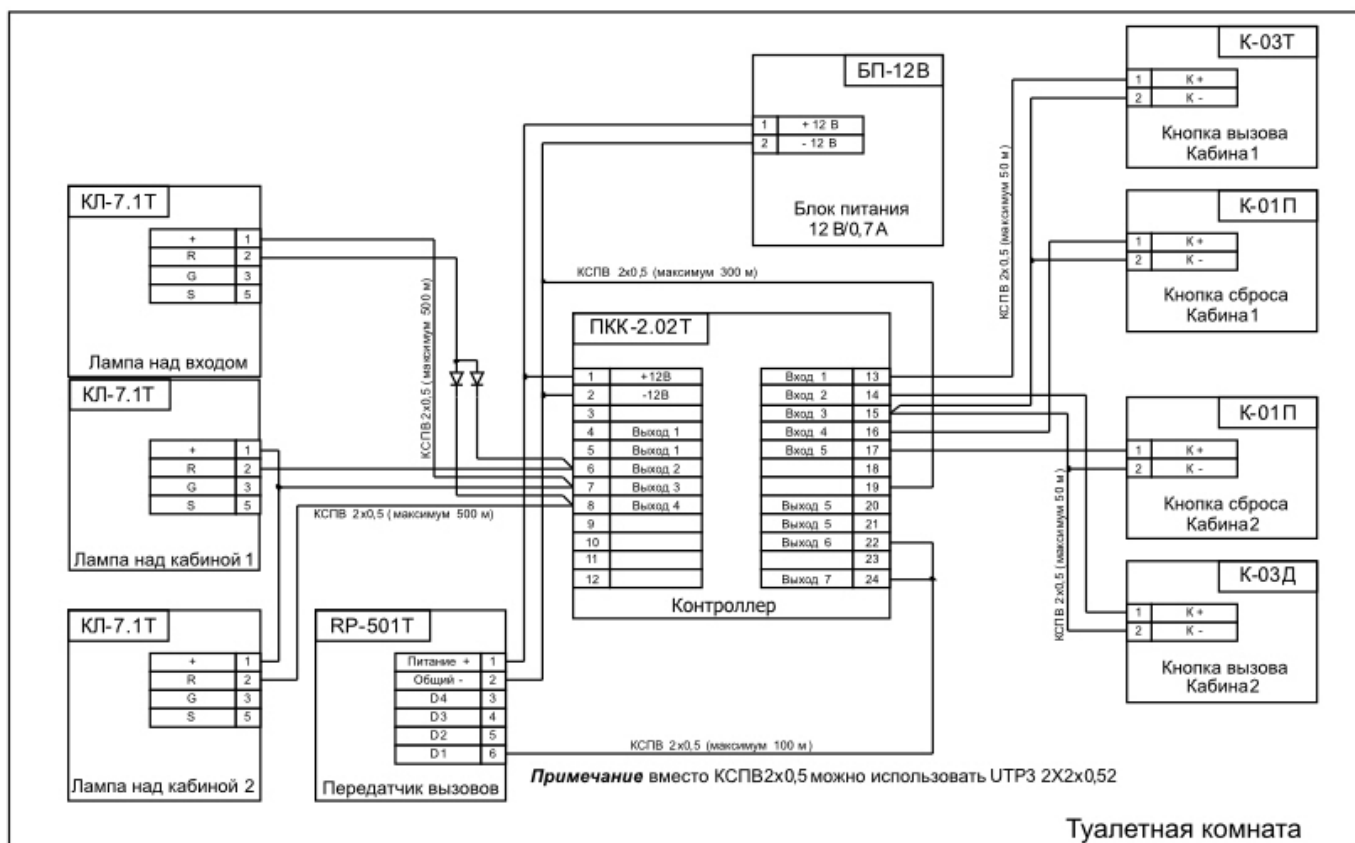 К-03Т
1 К +
2 К -
Кнопка вызова
Кабина1
БП-12В
1 + 12 В
2 - 12 В
Блок питания
12 В/0,7 А
КСПВ 2х0,5 (максимум 50 м)
К-01П
1 К +
2 К -
Кнопка сброса
Кабина1
КЛ-7.1Т
+ 1
R 2
G 3
S 5
Лампа над входом
КСПВ 2х0,5 (максимум 500 м)
КСПВ 2х0,5 (максимум 300 м)
ПКК-2.02Т
1 +12В Вход 1 13
2 -12В Вход 2 14
3 Вход 3 15
4 Выход 1 Вход 4 16
5 Выход 1 Вход 5 17
6 Выход 2 18
7 Выход 3 19
8 Выход 4 Выход 5 20
9 Выход 5 21
10 Выход 6 22
11 23
12 Выход 7 24
Контроллер
КЛ-7.1Т
+ 1
R 2
G 3
S 5
Лампа над кабиной 1
КСПВ 2х0,5 (максимум 500 м)
К-01П
1 К +
2 К -
Кнопка сброса
Кабина2
КСПВ 2х0,5 (максимум 50 м)
К-03Д
1 К +
2 К -
Кнопка вызова
Кабина2
КЛ-7.1Т
+ 1
R 2
G 3
S 5
Лампа над кабиной 2
RP-501Т
Питание + 1
Общий - 2
D4 3
D3 4
D2 5
D1 6
Передатчик вызовов
КСПВ 2х0,5 (максимум 100 м)
Примечание вместо КСПВ2х0,5 можно использовать UTP3 2Х2х0,52
Туалетная комната